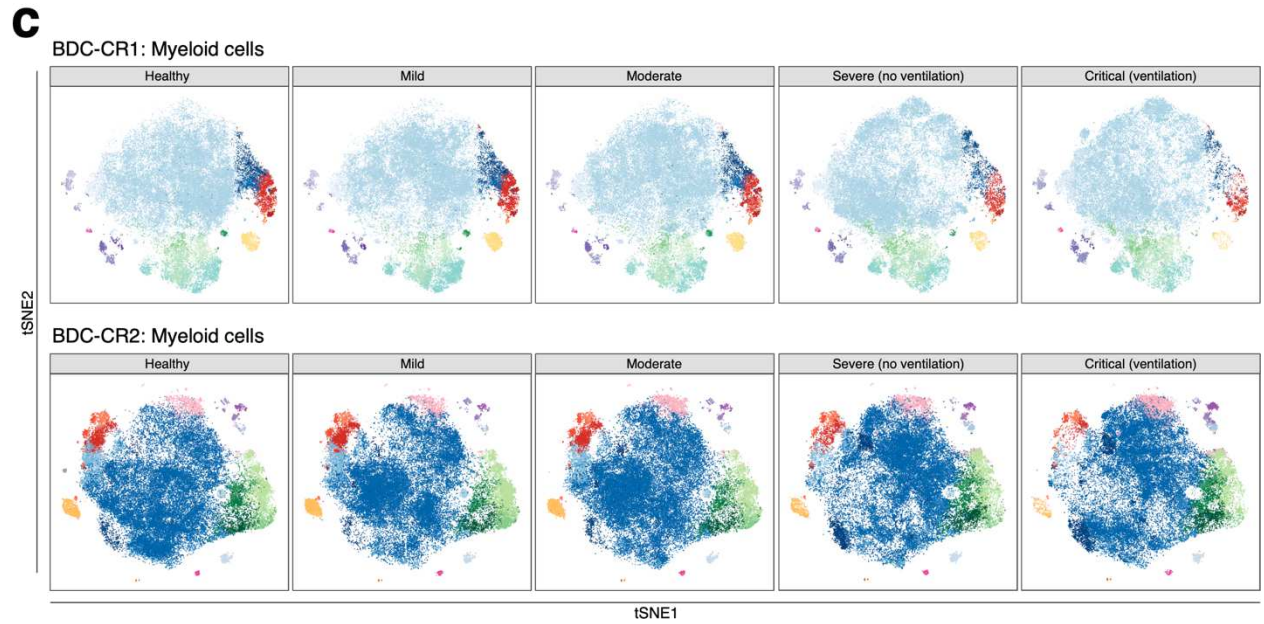 C
BDC-CR1: Myeloid cells
Healthy Mild Moderate Severe (no ventilation) Critical (ventilation)
tSNE2
BDC-CR2: Myeloid cells
Healthy Mild Moderate Severe (no ventilation) Critical (ventilation)
tSNE1